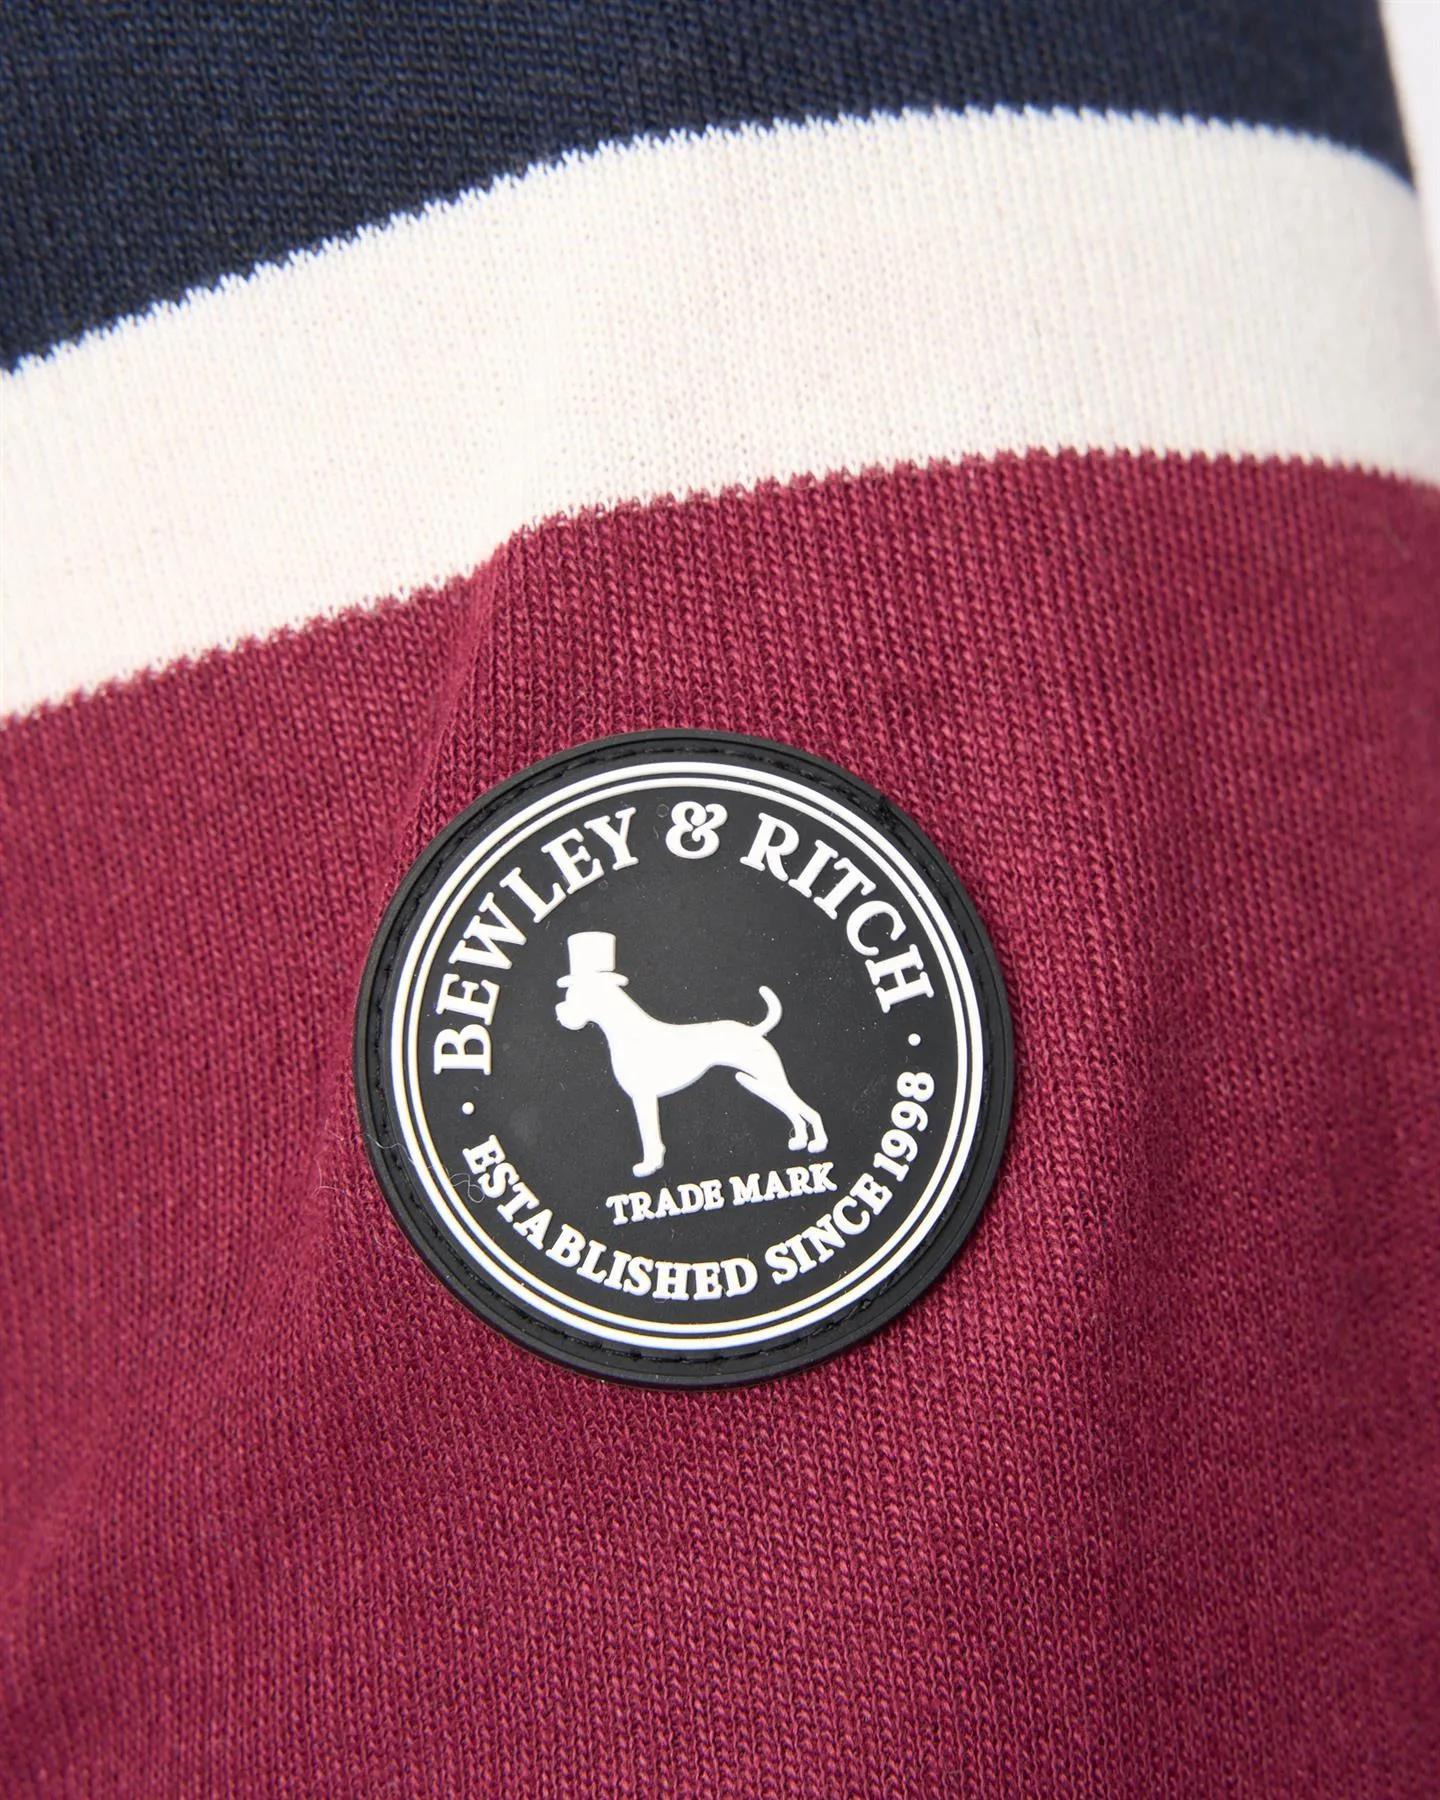 BEWLEY & RITCH
TRADE MARK
· ESTABLISHED SINCE 1998 ·